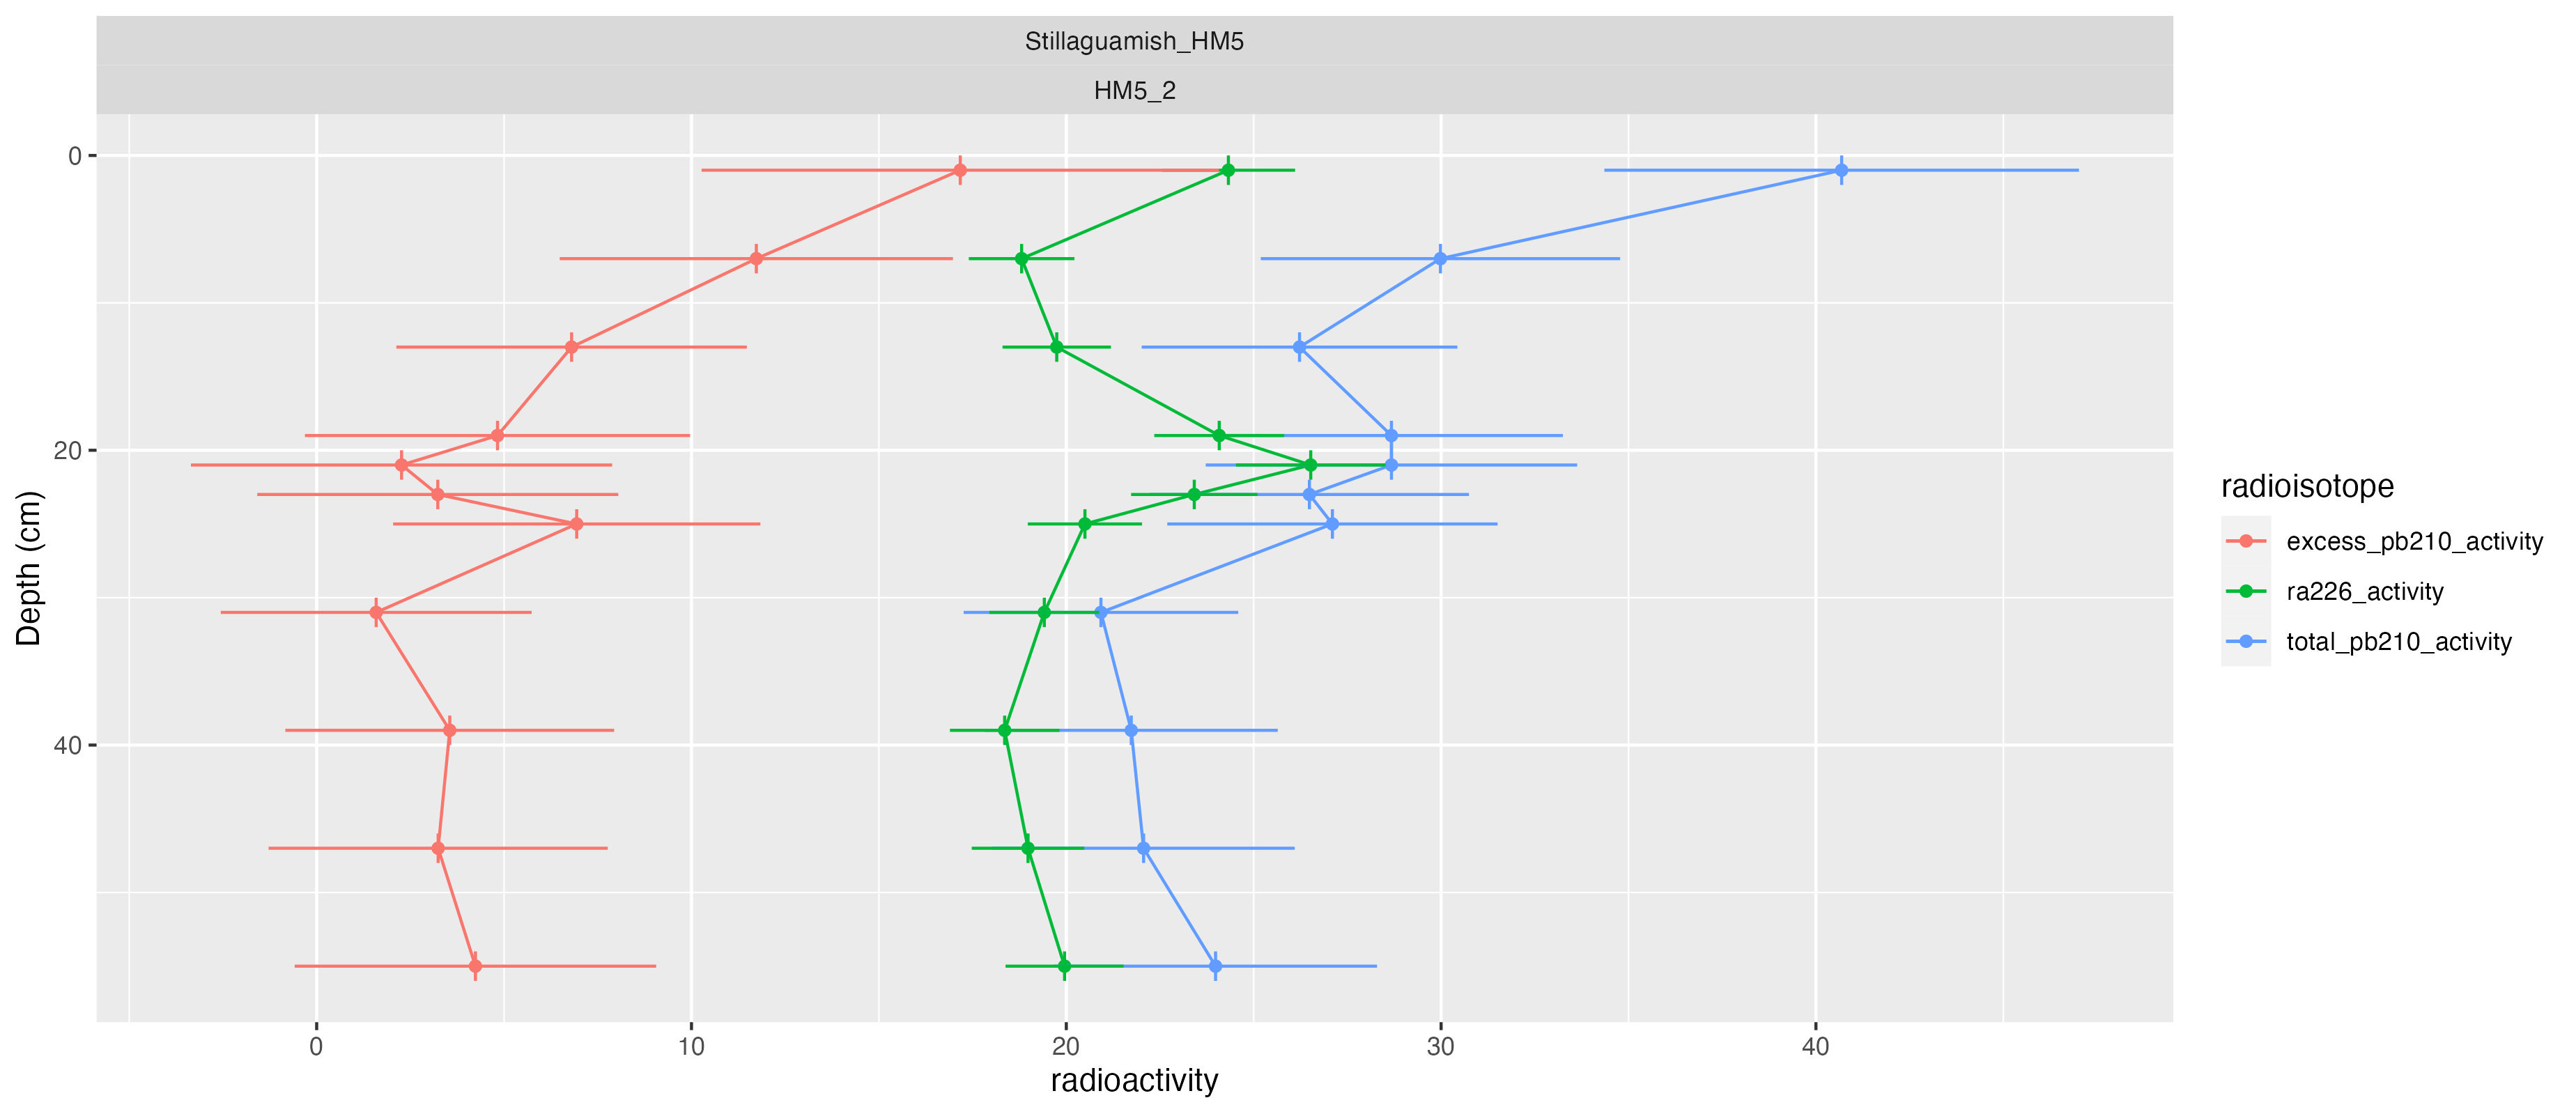 Stillaguamish_HM5
HM5_2
0
20
40
Depth (cm)
0 10 20 30 40
radioactivity
radioisotope
excess_pb210_activity
ra226_activity
total_pb210_activity